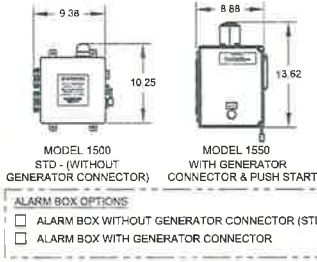 9.38
8.88
10.25
13.62
MODEL 1500
STD - (WITHOUT
GENERATOR CONNECTOR)
MODEL 1550
WITH GENERATOR
CONNECTOR & PUSH START
ALARM BOX OPTIONS
ALARM BOX WITHOUT GENERATOR CONNECTOR (STD
ALARM BOX WITH GENERATOR CONNECTOR